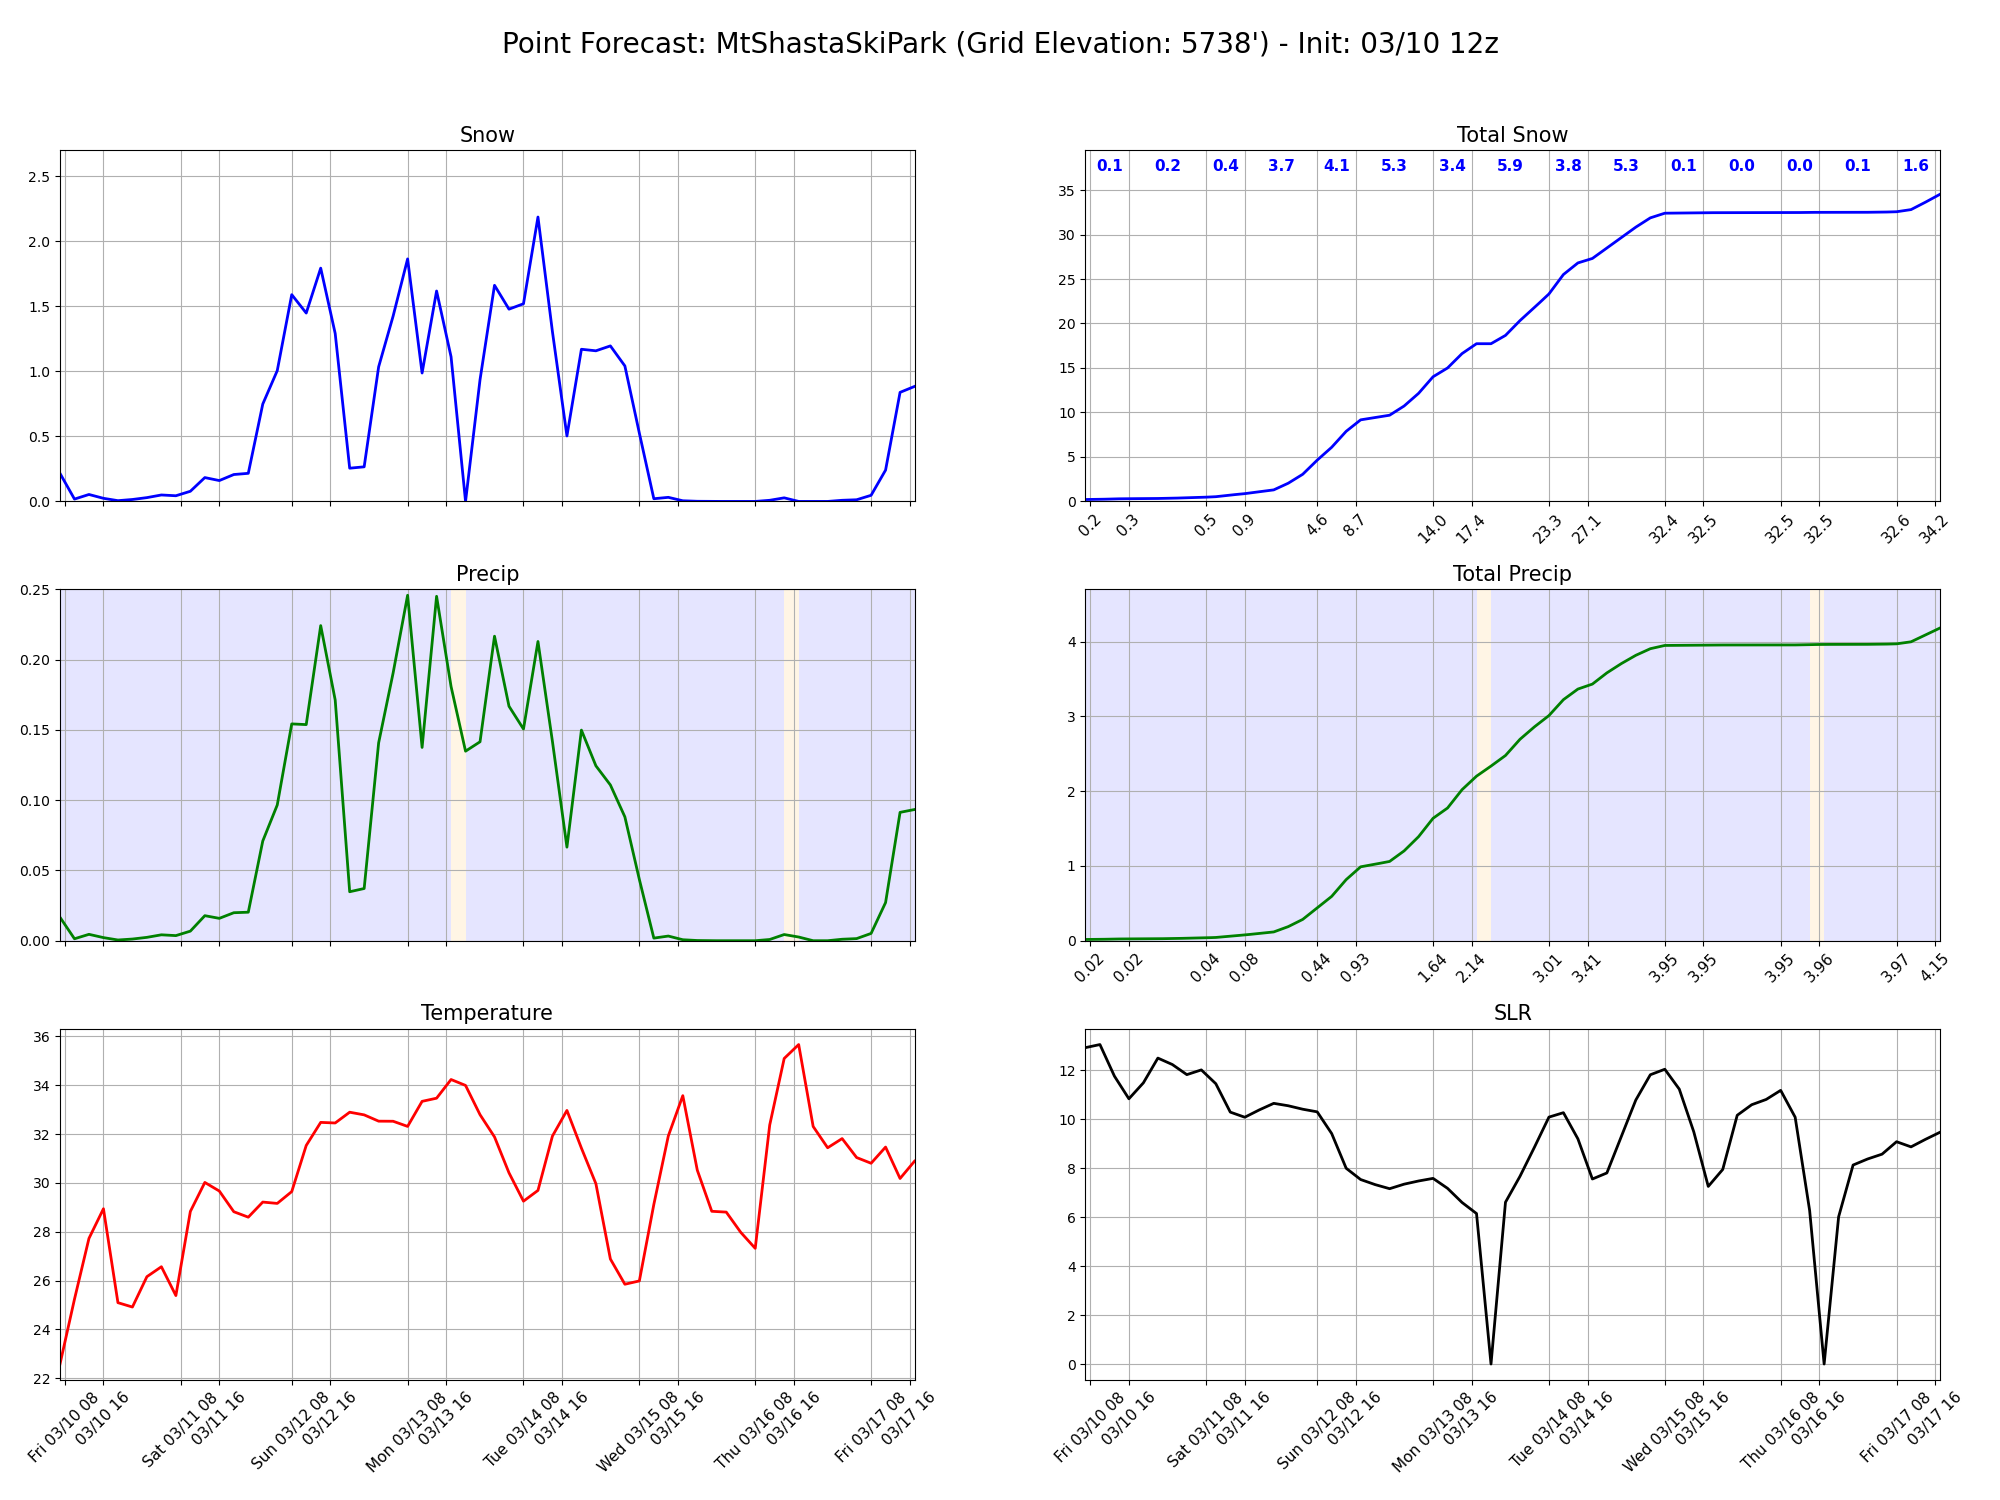 Point Forecast: MtShastaSkiPark (Grid Elevation: 5738') - Init: 03/10 12z
Snow
2.5
2.0
1.5
1.0
0.5
0.0
Total Snow
0.1 0.2 0.4 3.7 4.1 5.3 3.4 5.9 3.8 5.3 0.1 0.0 0.0 0.1 1.6
35
30
25
20
15
10
5
0
0.2 0.3 0.5 0.9 4.6 8.7 14.0 17.4 23.3 27.1 32.4 32.5 32.5 32.5 32.6 34.2
Precip
0.25
0.20
0.15
0.10
0.05
0.00
Total Precip
4
3
2
1
0
0.02 0.02 0.04 0.08 0.44 0.93 1.64 2.14 3.01 3.41 3.95 3.95 3.95 3.96 3.97 4.15
Temperature
36
34
32
30
28
26
24
22
Fri 03/10 08
03/10 16
Sat 03/11 08
03/11 16
Sun 03/12 08
03/12 16
Mon 03/13 08
03/13 16
Tue 03/14 08
03/14 16
Wed 03/15 08
03/15 16
Thu 03/16 08
03/16 16
Fri 03/17 08
03/17 16
SLR
12
10
8
6
4
2
0
Fri 03/10 08
03/10 16
Sat 03/11 08
03/11 16
Sun 03/12 08
03/12 16
Mon 03/13 08
03/13 16
Tue 03/14 08
03/14 16
Wed 03/15 08
03/15 16
Thu 03/16 08
03/16 16
Fri 03/17 08
03/17 16